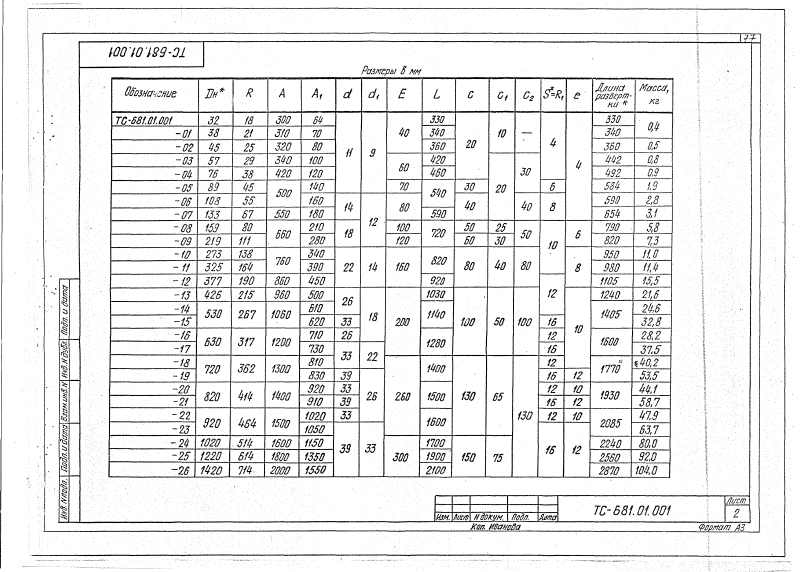 77
ТС-681.01.001
Размеры в мм
Обозначение Dн* R A A₁ d d₁ E L c c₁ c₂ S*=R₁ e Длина разверт-ки * Масса, кг
ТС-681.01.001 32 18 300 64 11 9 40 330 20 10 — 4 4 330 0,4
-01 38 21 310 70 340 340
-02 45 25 320 80 360 360 0,5
-03 57 29 340 100 60 420 20 30 442 0,8
-04 76 38 420 120 460 492 0,9
-05 89 45 500 140 70 540 30 6 584 1,9
-06 108 55 160 14 12 80 40 40 8 590 2,8
-07 133 67 550 180 590 654 3,1
-08 159 80 660 210 18 100 720 50 25 50 10 6 790 5,8
-09 219 111 280 120 60 30 820 7,3
-10 273 138 760 340 22 14 160 820 80 40 80 8 950 11,0
-11 325 164 390 980 11,4
-12 377 190 860 450 920 1105 15,5
-13 426 215 960 500 26 18 200 1030 100 50 100 12 10 1240 21,6
-14 530 267 1060 610 1140 1405 24,6
-15 620 33 16 32,8
-16 630 317 1200 710 26 1280 12 1600 28,2
-17 730 33 22 16 37,5
-18 720 362 1300 810 260 1400 130 65 130 12 1770 40,2
-19 830 39 16 12 53,5
-20 820 414 1400 920 33 26 1500 12 10 1930 44,1
-21 910 39 16 12 58,7
-22 920 464 1500 1020 33 1600 12 10 2085 47,9
-23 1050 39 33 16 12 63,7
-24 1020 514 1600 1150 300 1700 150 75 2240 80,0
-25 1220 614 1800 1350 1900 2560 92,0
-26 1420 714 2000 1550 2100 2870 104,0
Инв. N подл. Подп. и дата Взам. инв. N Инв. N дубл. Подп. и дата
Изм. Лист N докум. Подп. Дата
ТС-681.01.001
Лист
2
Коп. Иванова
Формат А3